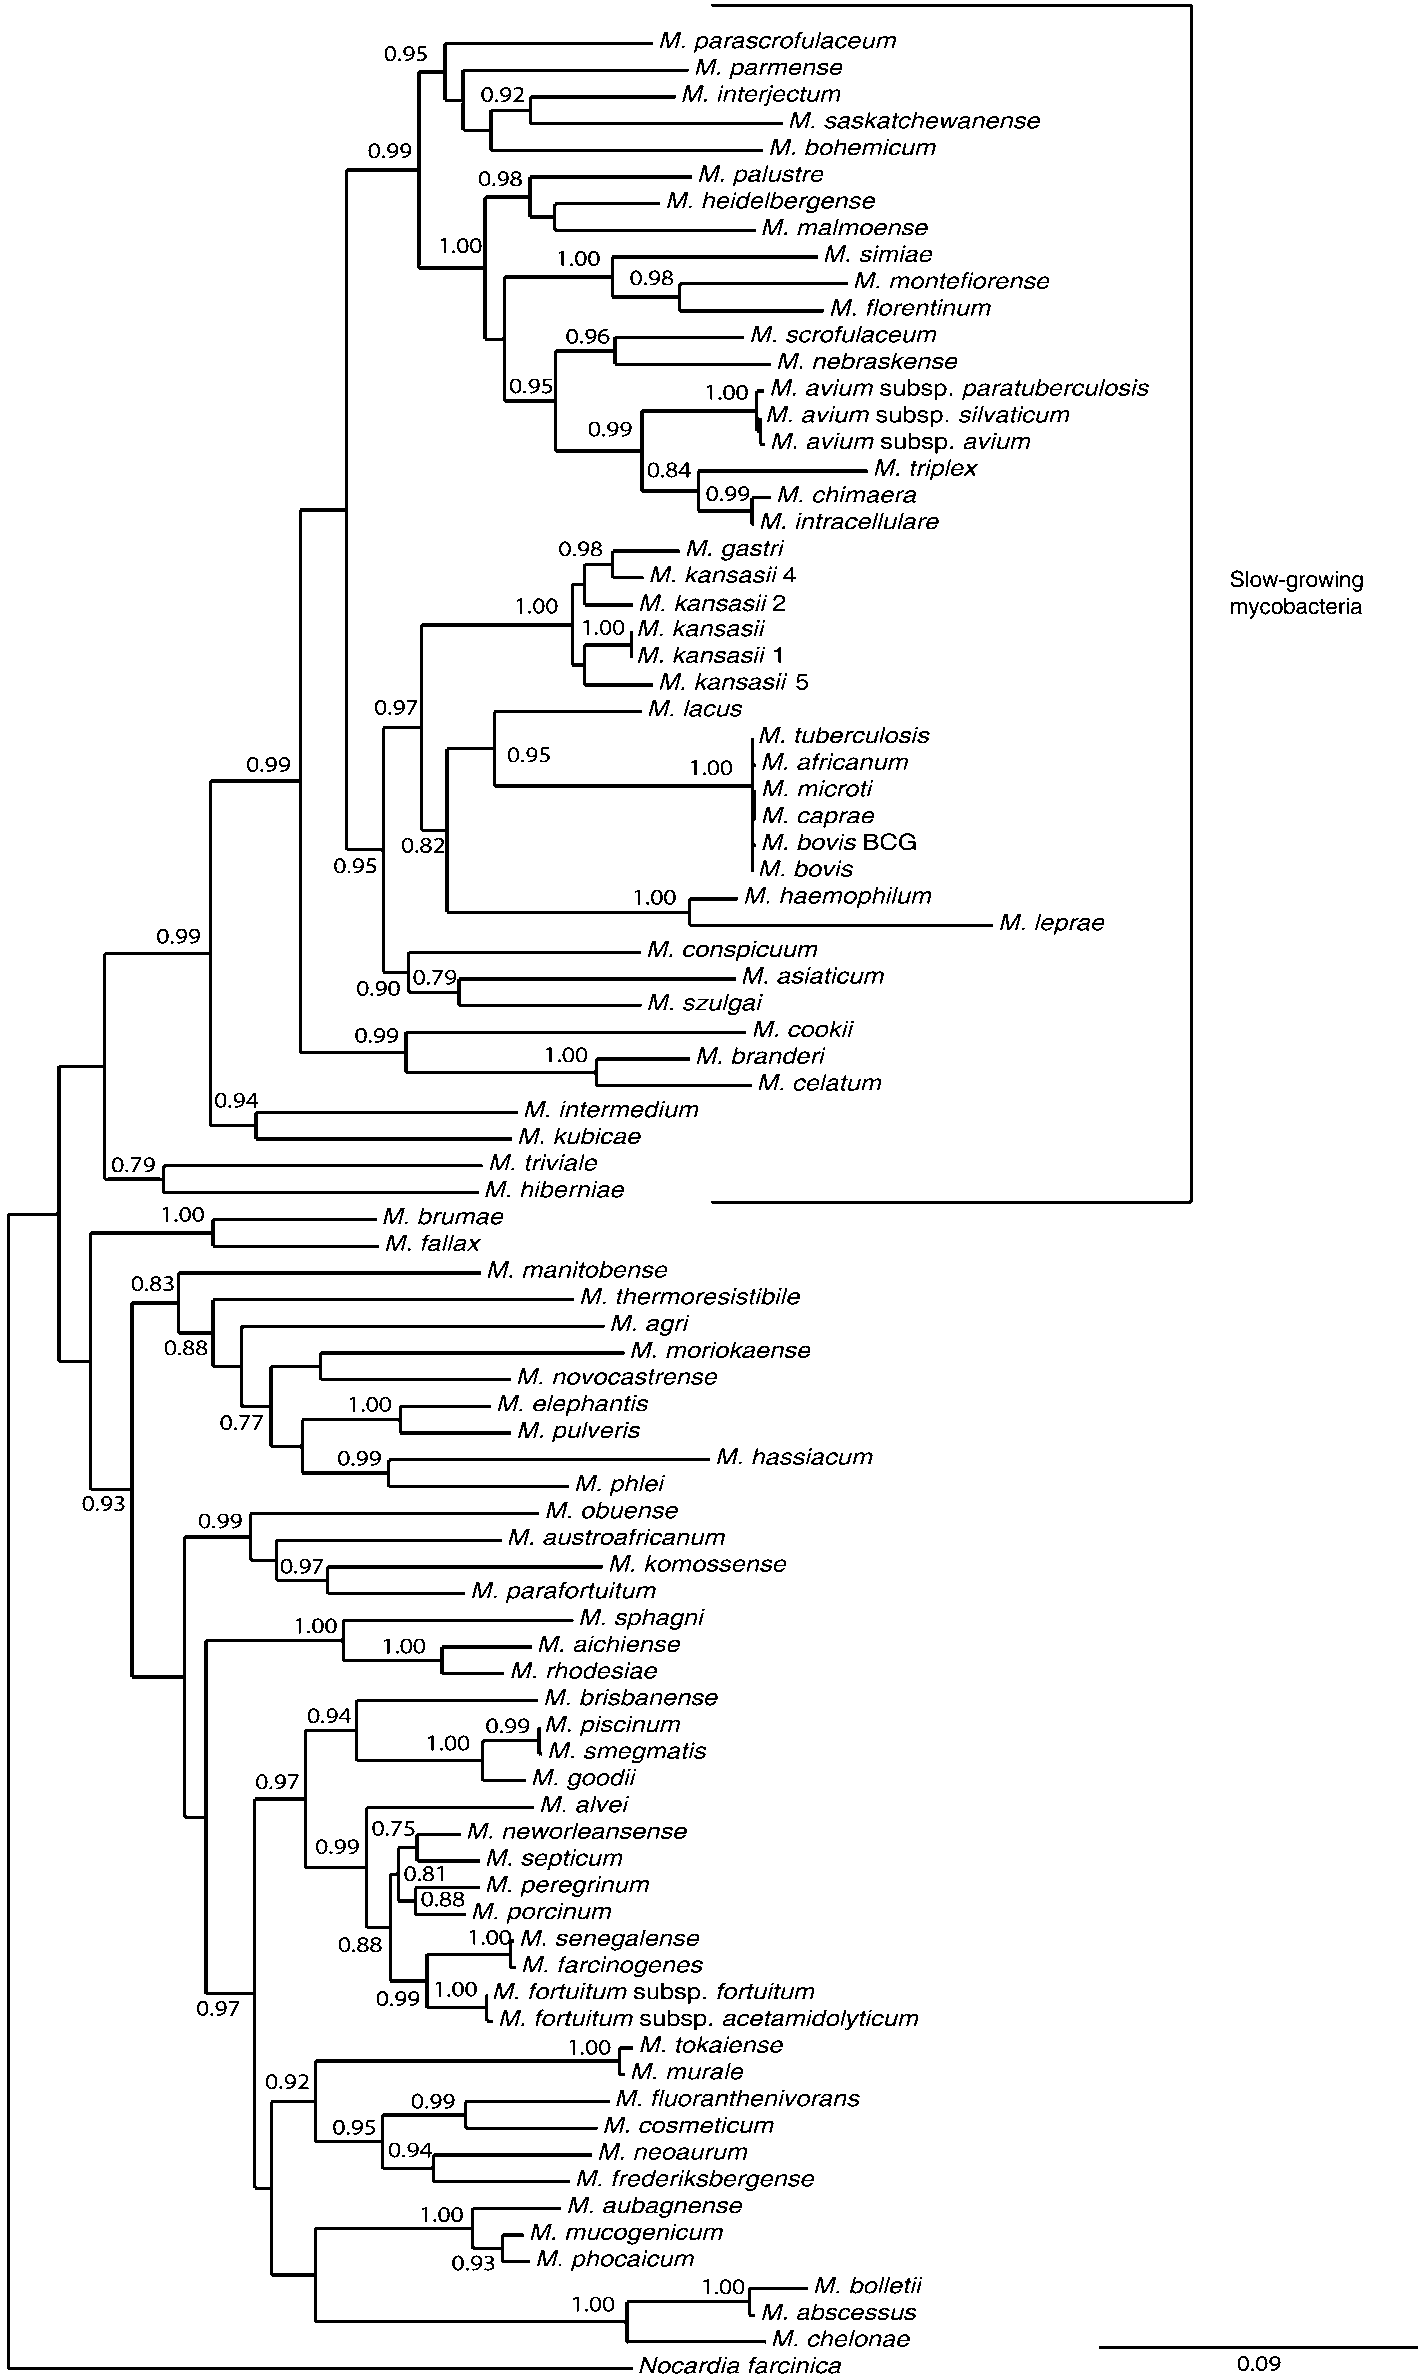 M. parascrofulaceum
0.95
M. parmense
0.92
M. interjectum
M. saskatchewanense
0.99
M. bohemicum
0.98
M. palustre
M. heidelbergense
M. malmoense
1.00
1.00
M. simiae
0.98
M. montefiorense
M. florentinum
0.96
M. scrofulaceum
M. nebraskense
0.95
1.00
M. avium subsp. paratuberculosis
M. avium subsp. silvaticum
0.99
M. avium subsp. avium
0.84
M. triplex
0.99
M. chimaera
M. intracellulare
0.98
M. gastri
M. kansasii 4
Slow-growing
mycobacteria
1.00
M. kansasii 2
1.00
M. kansasii
M. kansasii 1
M. kansasii 5
0.97
M. lacus
M. tuberculosis
0.95
0.99
1.00
M. africanum
M. microti
M. caprae
0.82
M. bovis BCG
0.95
M. bovis
1.00
M. haemophilum
M. leprae
0.99
M. conspicuum
0.79
M. asiaticum
0.90
M. szulgai
0.99
M. cookii
1.00
M. branderi
M. celatum
0.94
M. intermedium
M. kubicae
0.79
M. triviale
M. hiberniae
1.00
M. brumae
M. fallax
0.83
M. manitobense
M. thermoresistibile
M. agri
0.88
M. moriokaense
M. novocastrense
1.00
M. elephantis
0.77
M. pulveris
0.99
M. hassiacum
M. phlei
0.93
M. obuense
0.99
M. austroafricanum
0.97
M. komossense
M. parafortuitum
1.00
M. sphagni
1.00
M. aichiense
M. rhodesiae
M. brisbanense
0.94
0.99
M. piscinum
1.00
M. smegmatis
M. goodii
0.97
M. alvei
0.75
M. neworleansense
0.99
M. septicum
0.81
M. peregrinum
0.88
M. porcinum
0.88
1.00
M. senegalense
M. farcinogenes
1.00
M. fortuitum subsp. fortuitum
0.99
0.97
M. fortuitum subsp. acetamidolyticum
1.00
M. tokaiense
M. murale
0.92
0.99
M. fluoranthenivorans
0.95
M. cosmeticum
0.94
M. neoaurum
M. frederiksbergense
1.00
M. aubagnense
M. mucogenicum
0.93
M. phocaicum
1.00
M. bolletii
1.00
M. abscessus
M. chelonae
0.09
Nocardia farcinica